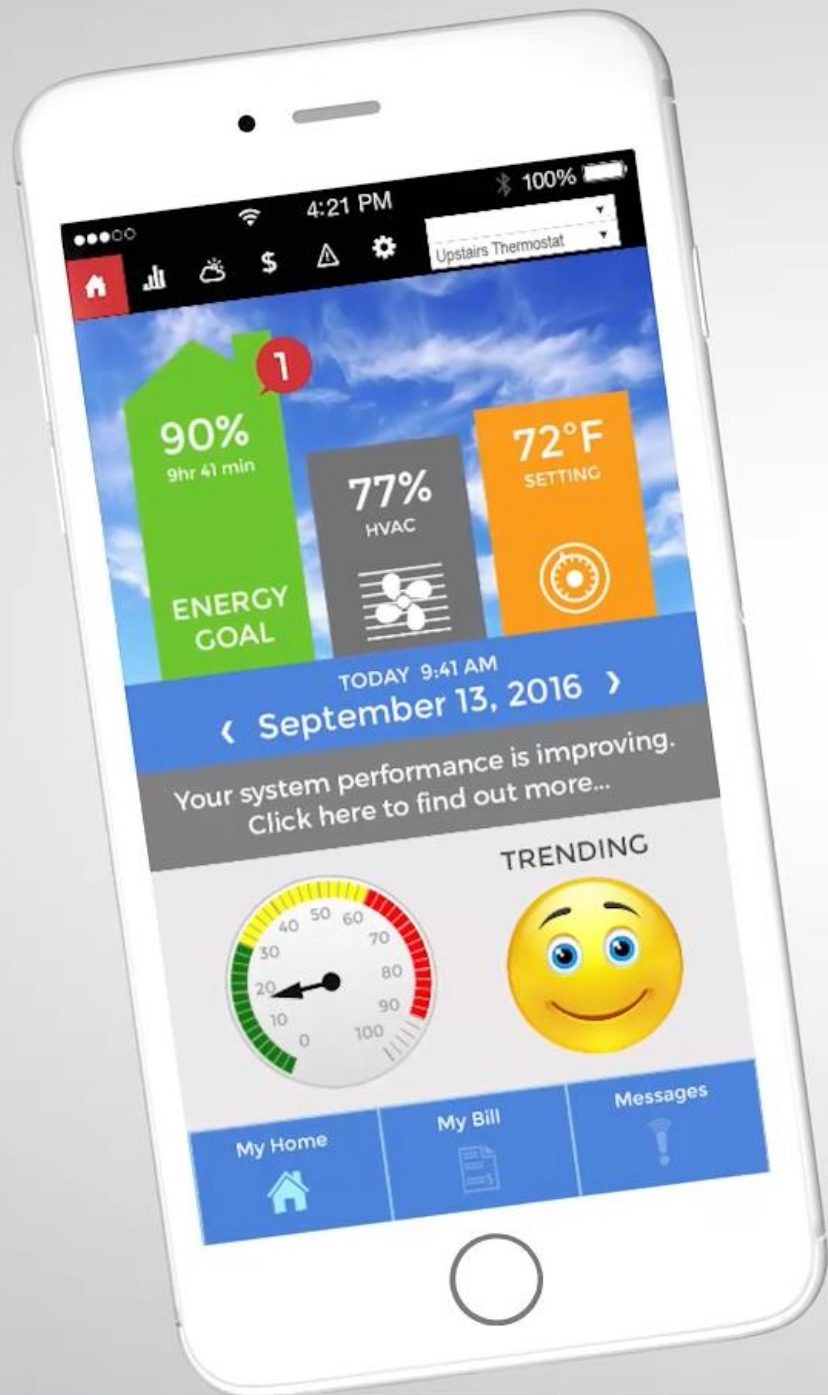 4:21 PM
100%
$
Upstairs Thermostat
1
90%
9hr 41 min
ENERGY
GOAL
77%
HVAC
72°F
SETTING
TODAY 9:41 AM
‹ September 13, 2016 ›
Your system performance is improving.
Click here to find out more...
TRENDING
0
10
20
30
40
50
60
70
80
90
100
My Home
My Bill
Messages